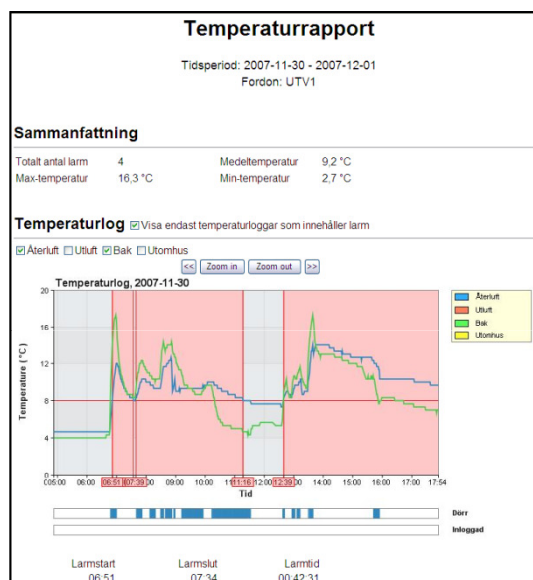 Temperaturrapport
Tidsperiod: 2007-11-30 - 2007-12-01
Fordon: UTV1
Sammanfattning
Totalt antal larm 4 Medeltemperatur 9,2 °C
Max-temperatur 16,3 °C Min-temperatur 2,7 °C
Temperaturlog Visa endast temperaturloggar som innehåller larm
Återluft Utluft Bak Utomhus
<< Zoom in Zoom out >>
Temperaturlog, 2007-11-30
20
16
12
8
4
0
Temperature (°C)
Återluft
Utluft
Bak
Utomhus
05:00 06:00 06:51 07:39 09:00 10:00 11:16 12:00 12:39 14:00 15:00 16:00 17:00 17:54
Tid
Dörr
Inloggad
Larmstart Larmslut Larmtid
06:51 07:34 00:42:31